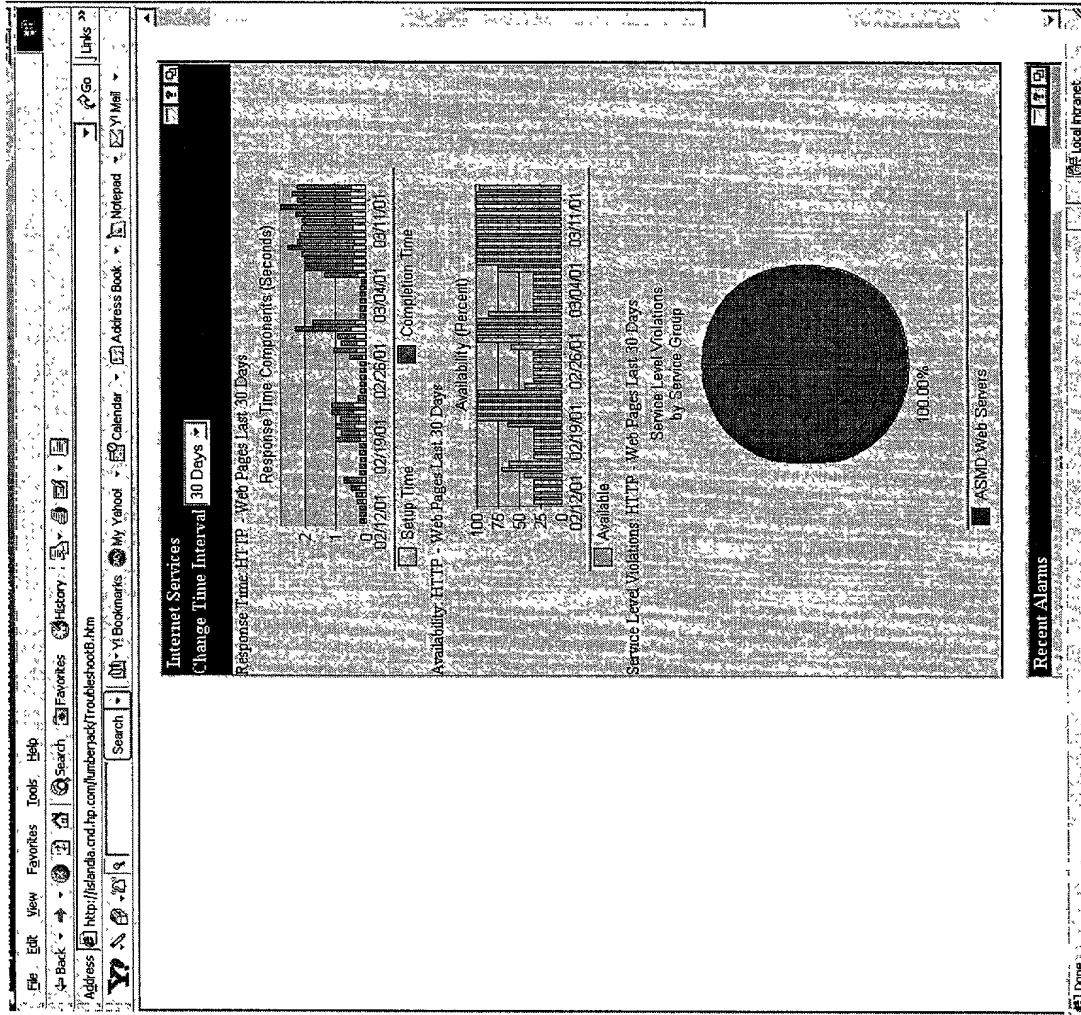 File Edit View Favorites Tools Help
Back Search Favorites History
Address http://islandia.cnd.hp.com/lumberjack/TroubleshootB.htm Go Links »
Y! Search Y! Bookmarks My Yahoo! Calendar Address Book Notepad Y! Mail
Internet Services
Change Time Interval 30 Days
Response Time: HTTP - Web Pages Last 30 Days
Response Time Components (Seconds)
2
1
0
02/12/01 02/19/01 02/26/01 03/04/01 03/11/01
Setup Time Completion Time
Availability: HTTP - Web Pages Last 30 Days
Availability (Percent)
100
75
50
25
0
02/12/01 02/19/01 02/26/01 03/04/01 03/11/01
Available
Service Level Violations: HTTP - Web Pages Last 30 Days
Service Level Violations
by Service Group
100.00%
ASMD Web Servers
Recent Alarms
Done Local intranet